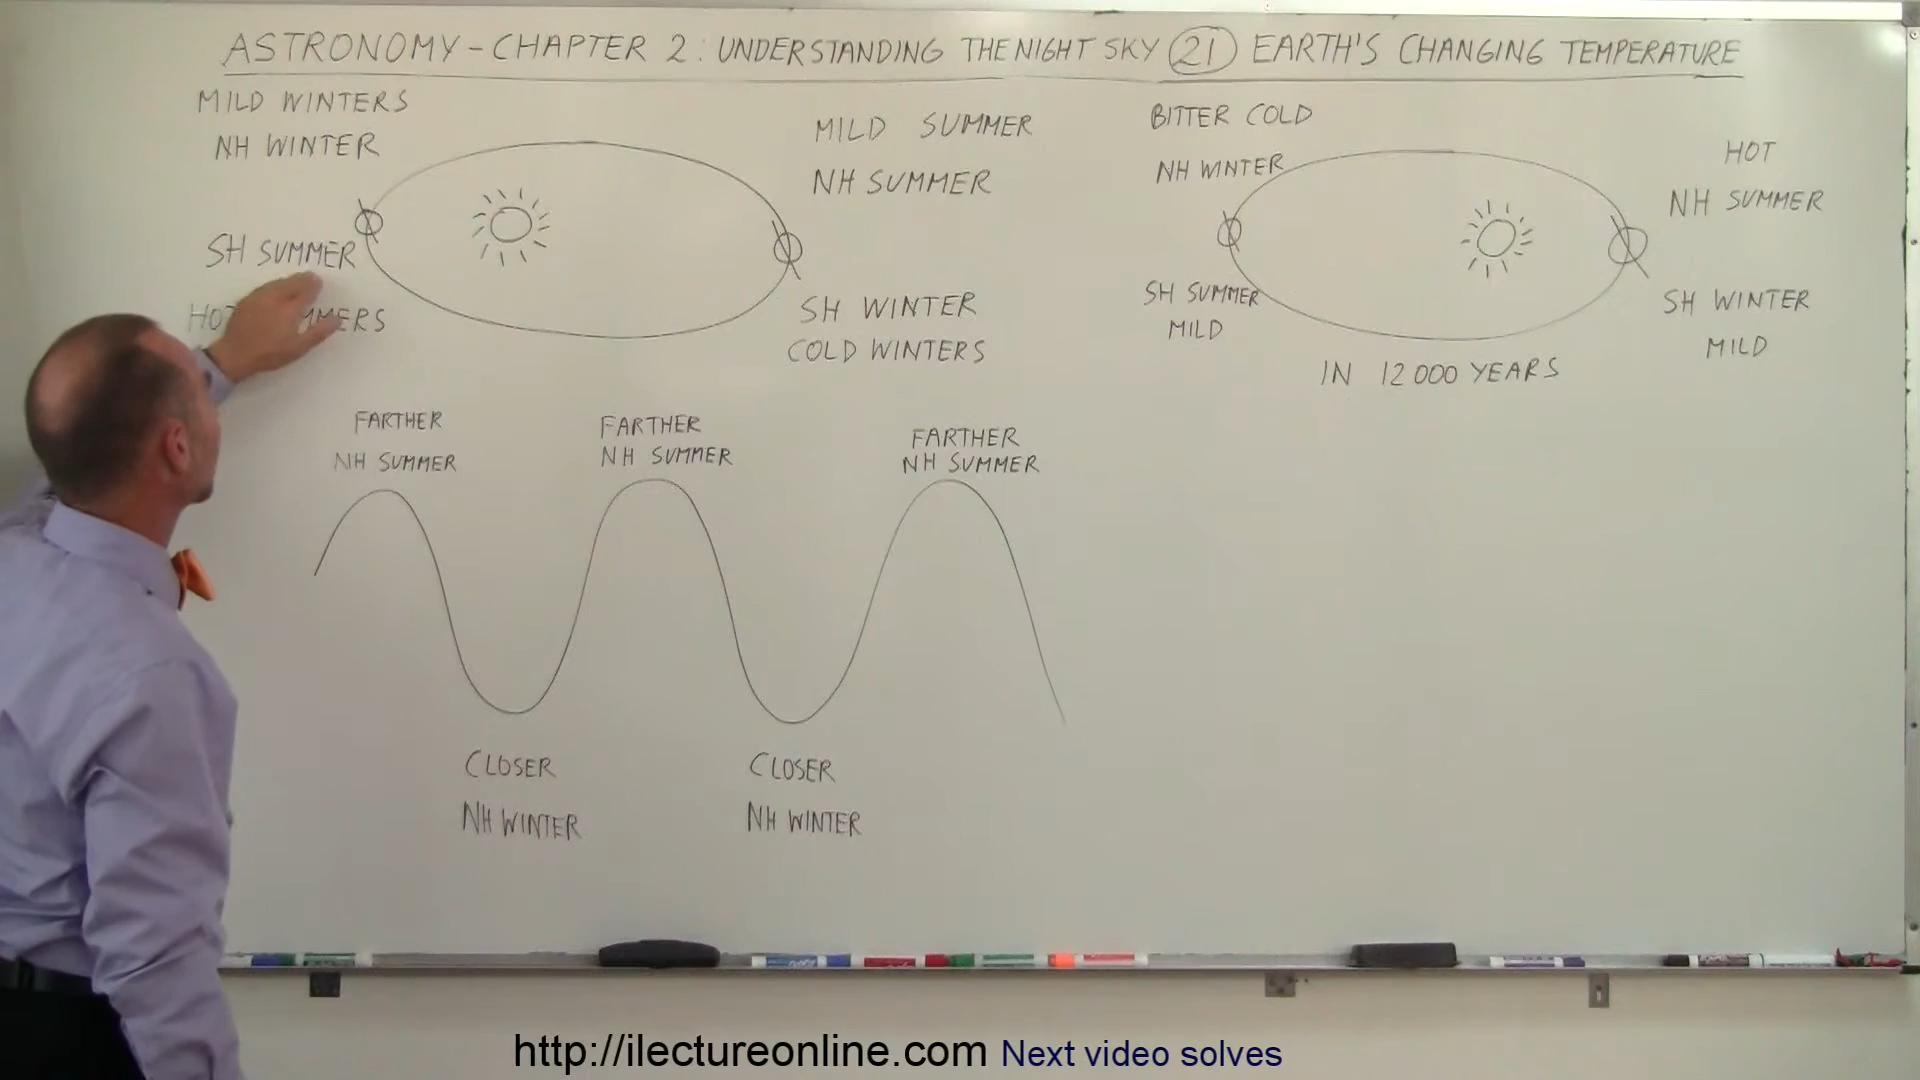 ASTRONOMY - CHAPTER 2 : UNDERSTANDING THE NIGHT SKY 21 EARTH'S CHANGING TEMPERATURE
MILD WINTERS
NH WINTER
SH SUMMER
MILD SUMMER
NH SUMMER
SH WINTER
COLD WINTERS
BITTER COLD
NH WINTER
SH SUMMER
MILD
HOT
NH SUMMER
SH WINTER
MILD
IN 12 000 YEARS
FARTHER
NH SUMMER
FARTHER
NH SUMMER
FARTHER
NH SUMMER
CLOSER
NH WINTER
CLOSER
NH WINTER
http://ilectureonline.com Next video solves